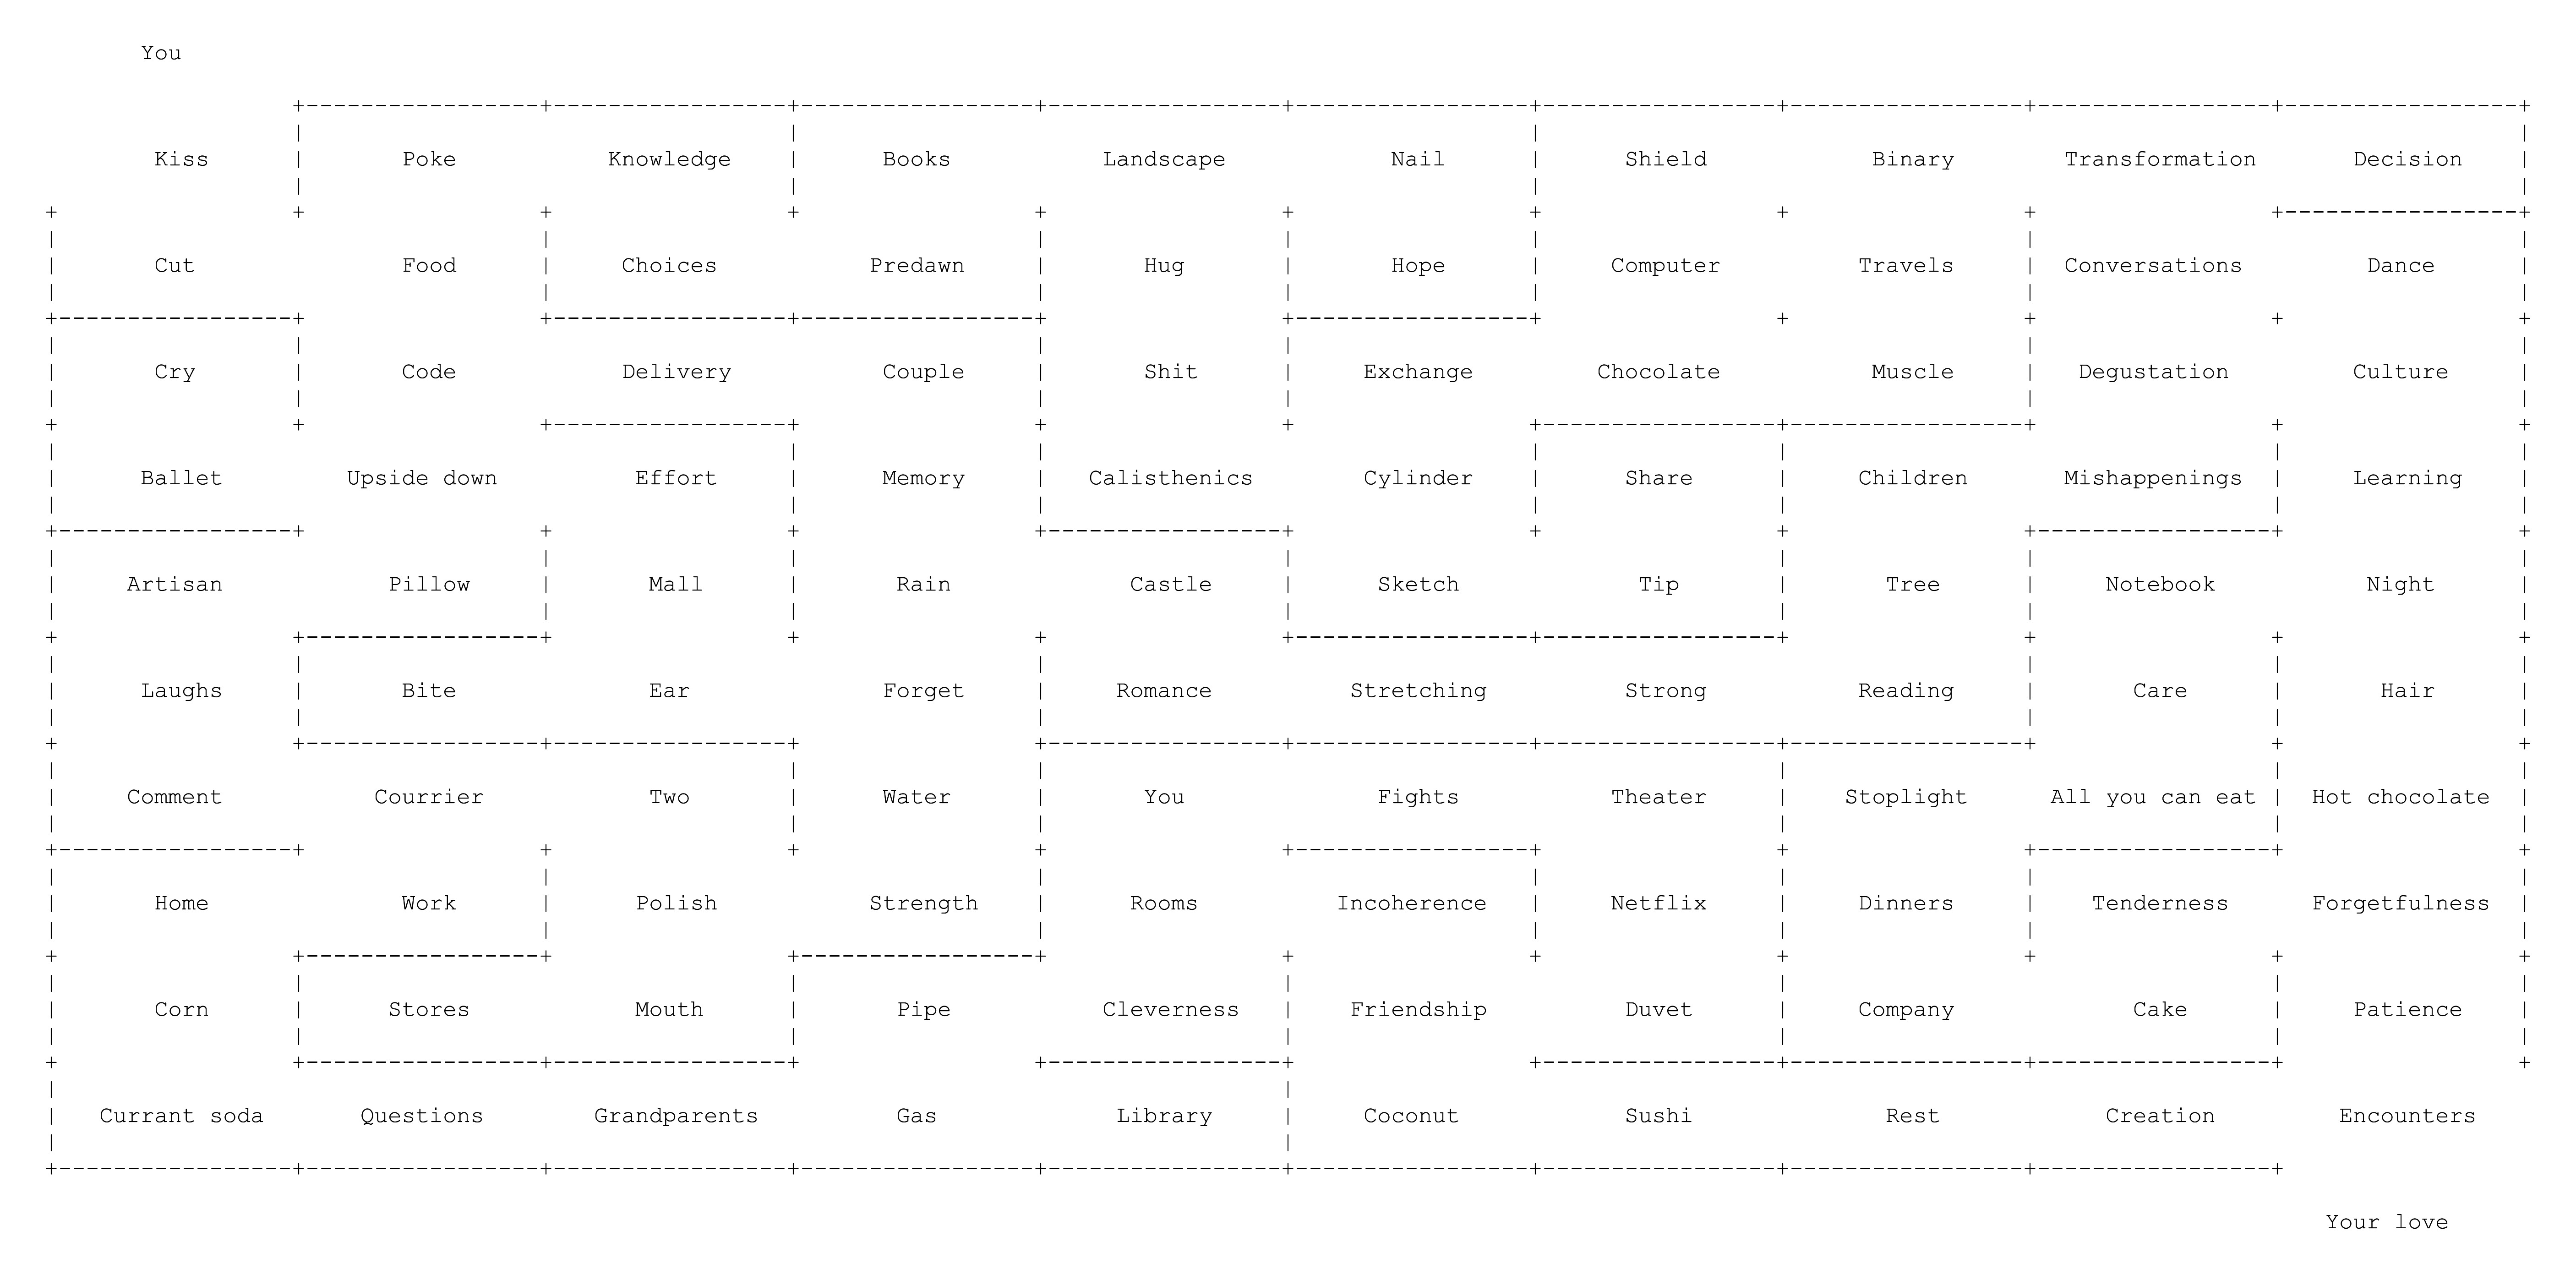 You
Kiss Poke Knowledge Books Landscape Nail Shield Binary Transformation Decision
Cut Food Choices Predawn Hug Hope Computer Travels Conversations Dance
Cry Code Delivery Couple Shit Exchange Chocolate Muscle Degustation Culture
Ballet Upside down Effort Memory Calisthenics Cylinder Share Children Mishappenings Learning
Artisan Pillow Mall Rain Castle Sketch Tip Tree Notebook Night
Laughs Bite Ear Forget Romance Stretching Strong Reading Care Hair
Comment Courrier Two Water You Fights Theater Stoplight All you can eat Hot chocolate
Home Work Polish Strength Rooms Incoherence Netflix Dinners Tenderness Forgetfulness
Corn Stores Mouth Pipe Cleverness Friendship Duvet Company Cake Patience
Currant soda Questions Grandparents Gas Library Coconut Sushi Rest Creation Encounters
Your love